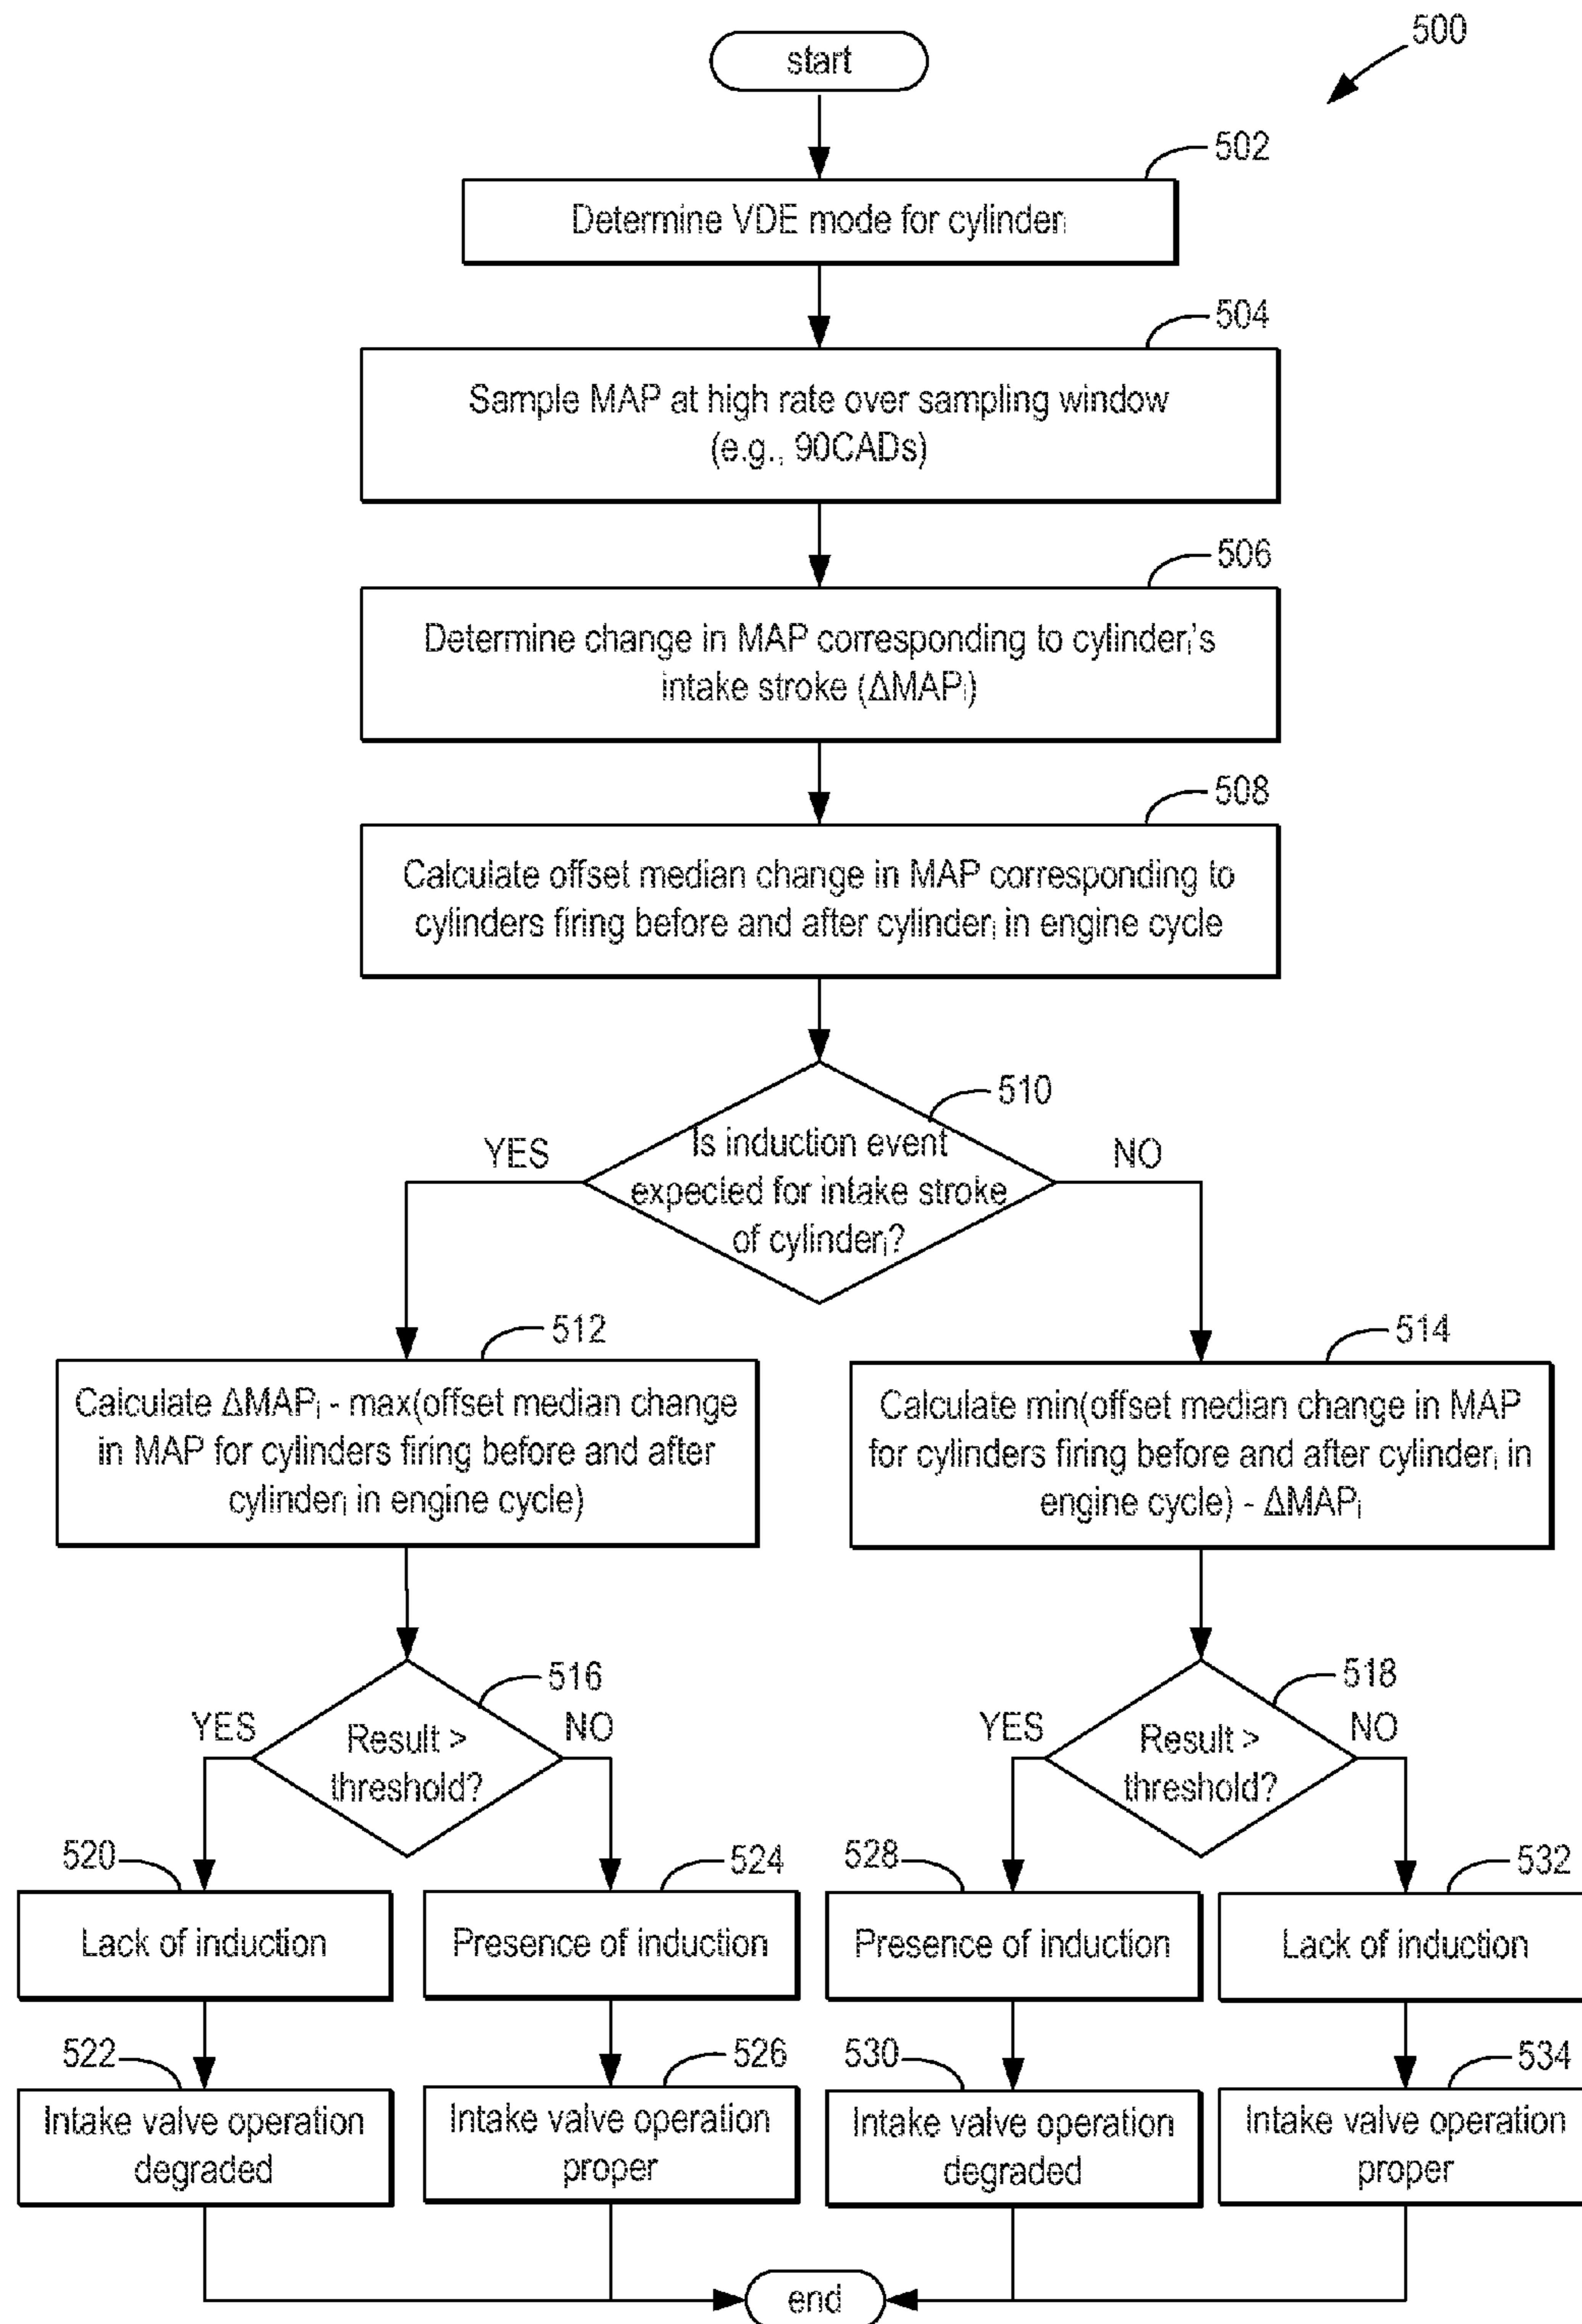 500
start
502
Determine VDE mode for cylinderᵢ
504
Sample MAP at high rate over sampling window
(e.g., 90CADs)
506
Determine change in MAP corresponding to cylinderᵢ's
intake stroke (ΔMAPᵢ)
508
Calculate offset median change in MAP corresponding to
cylinders firing before and after cylinderᵢ in engine cycle
510
Is induction event
expected for intake stroke
of cylinderᵢ?
YES
NO
512
Calculate ΔMAPᵢ - max(offset median change
in MAP for cylinders firing before and after
cylinderᵢ in engine cycle)
514
Calculate min(offset median change in MAP
for cylinders firing before and after cylinderᵢ in
engine cycle) - ΔMAPᵢ
516
YES
Result >
threshold?
NO
518
YES
Result >
threshold?
NO
520
Lack of induction
524
Presence of induction
528
Presence of induction
532
Lack of induction
522
Intake valve operation
degraded
526
Intake valve operation
proper
530
Intake valve operation
degraded
534
Intake valve operation
proper
end